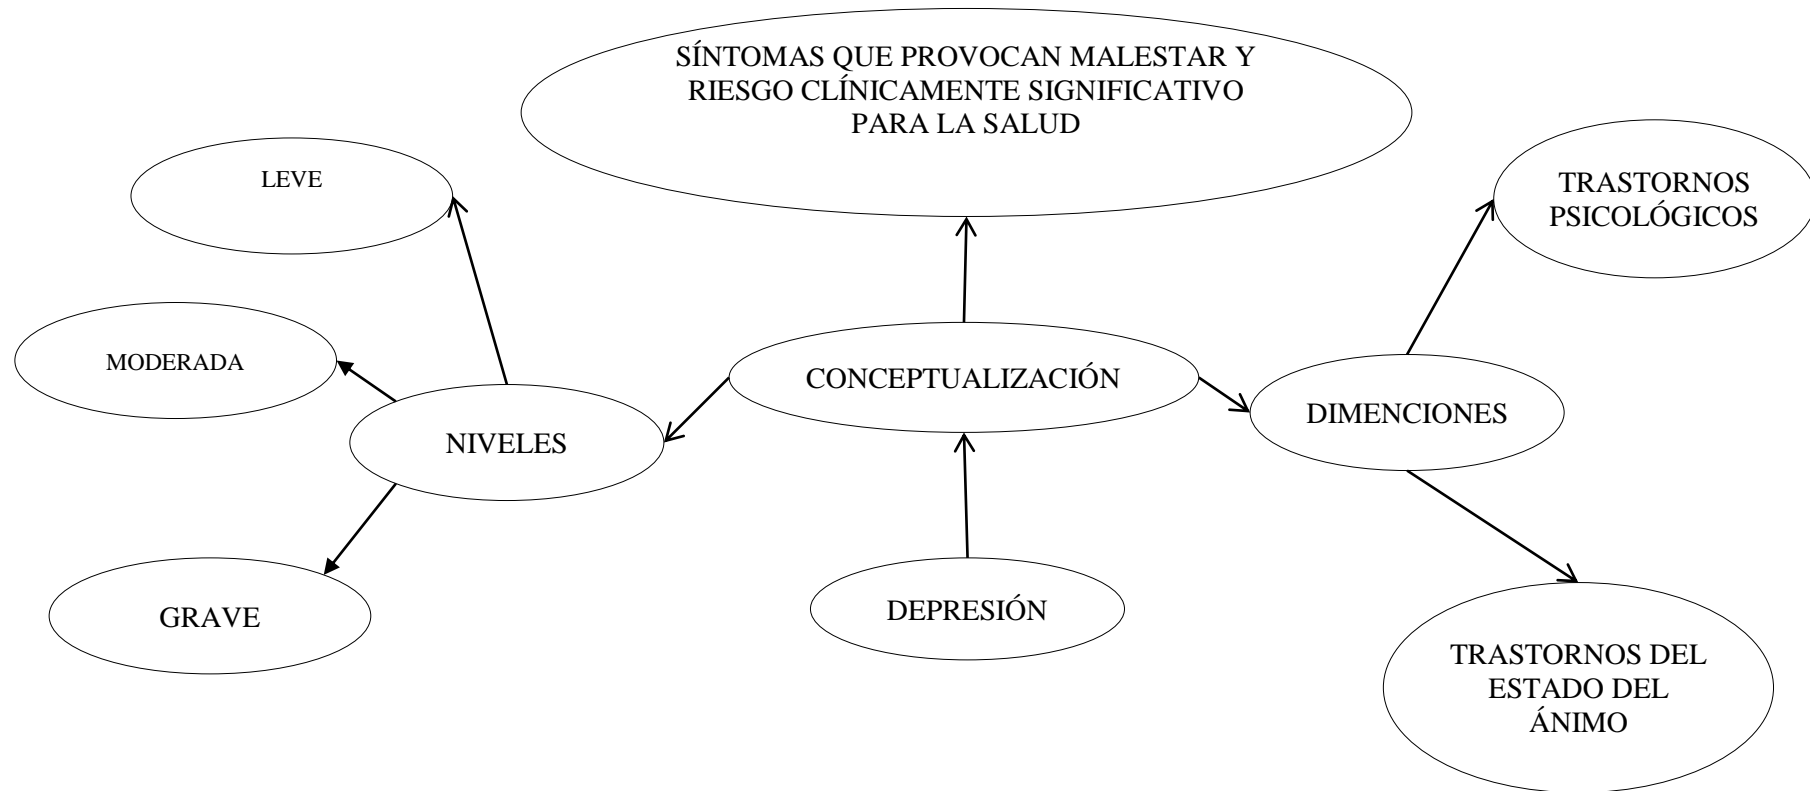 SÍNTOMAS QUE PROVOCAN MALESTAR Y
RIESGO CLÍNICAMENTE SIGNIFICATIVO
PARA LA SALUD
LEVE
TRASTORNOS
PSICOLÓGICOS
MODERADA
CONCEPTUALIZACIÓN
DIMENCIONES
NIVELES
GRAVE
DEPRESIÓN
TRASTORNOS DEL
ESTADO DEL
ÁNIMO